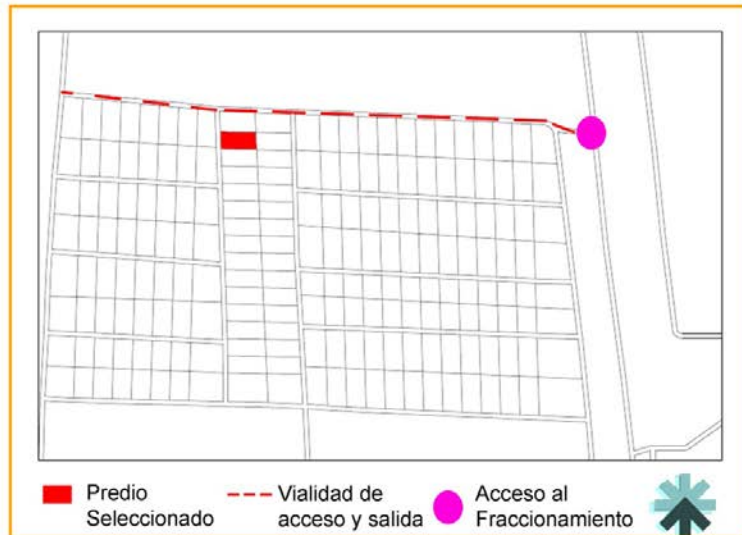 Predio
Seleccionado
Vialidad de
acceso y salida
Acceso al
Fraccionamiento